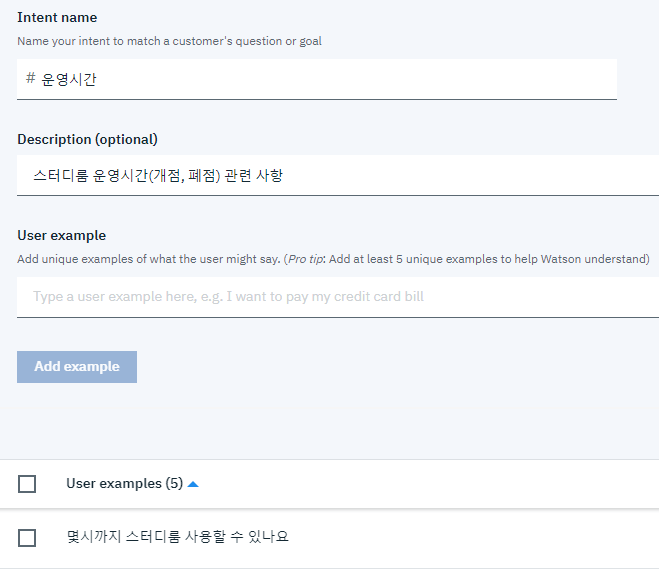 Intent name
Name your intent to match a customer's question or goal
# 운영시간
Description (optional)
스터디룸 운영시간(개점, 폐점) 관련 사항
User example
Add unique examples of what the user might say. (Pro tip: Add at least 5 unique examples to help Watson understand)
Type a user example here, e.g. I want to pay my credit card bill
Add example
User examples (5)
몇시까지 스터디룸 사용할 수 있나요